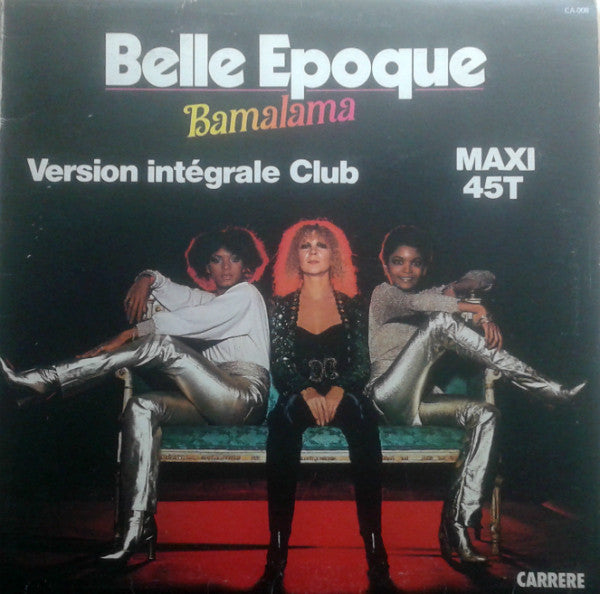 CA.008
Belle Epoque
Bamalama
Version intégrale Club
MAXI
45T
CARRERE